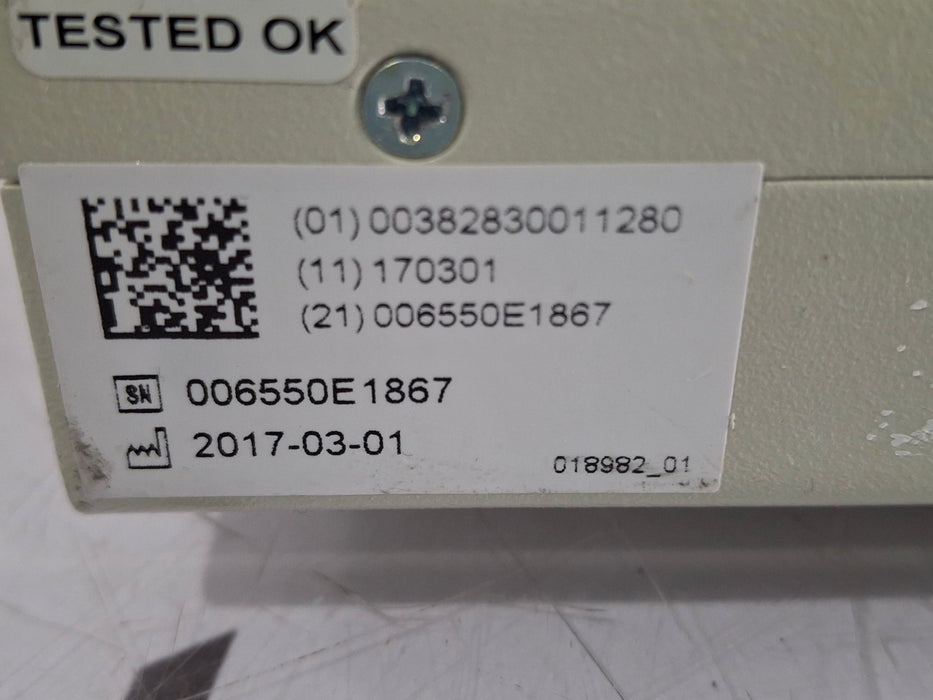 TESTED OK
(01) 00382830011280
(11) 170301
(21) 006550E1867
SN 006550E1867
2017-03-01
018982_01